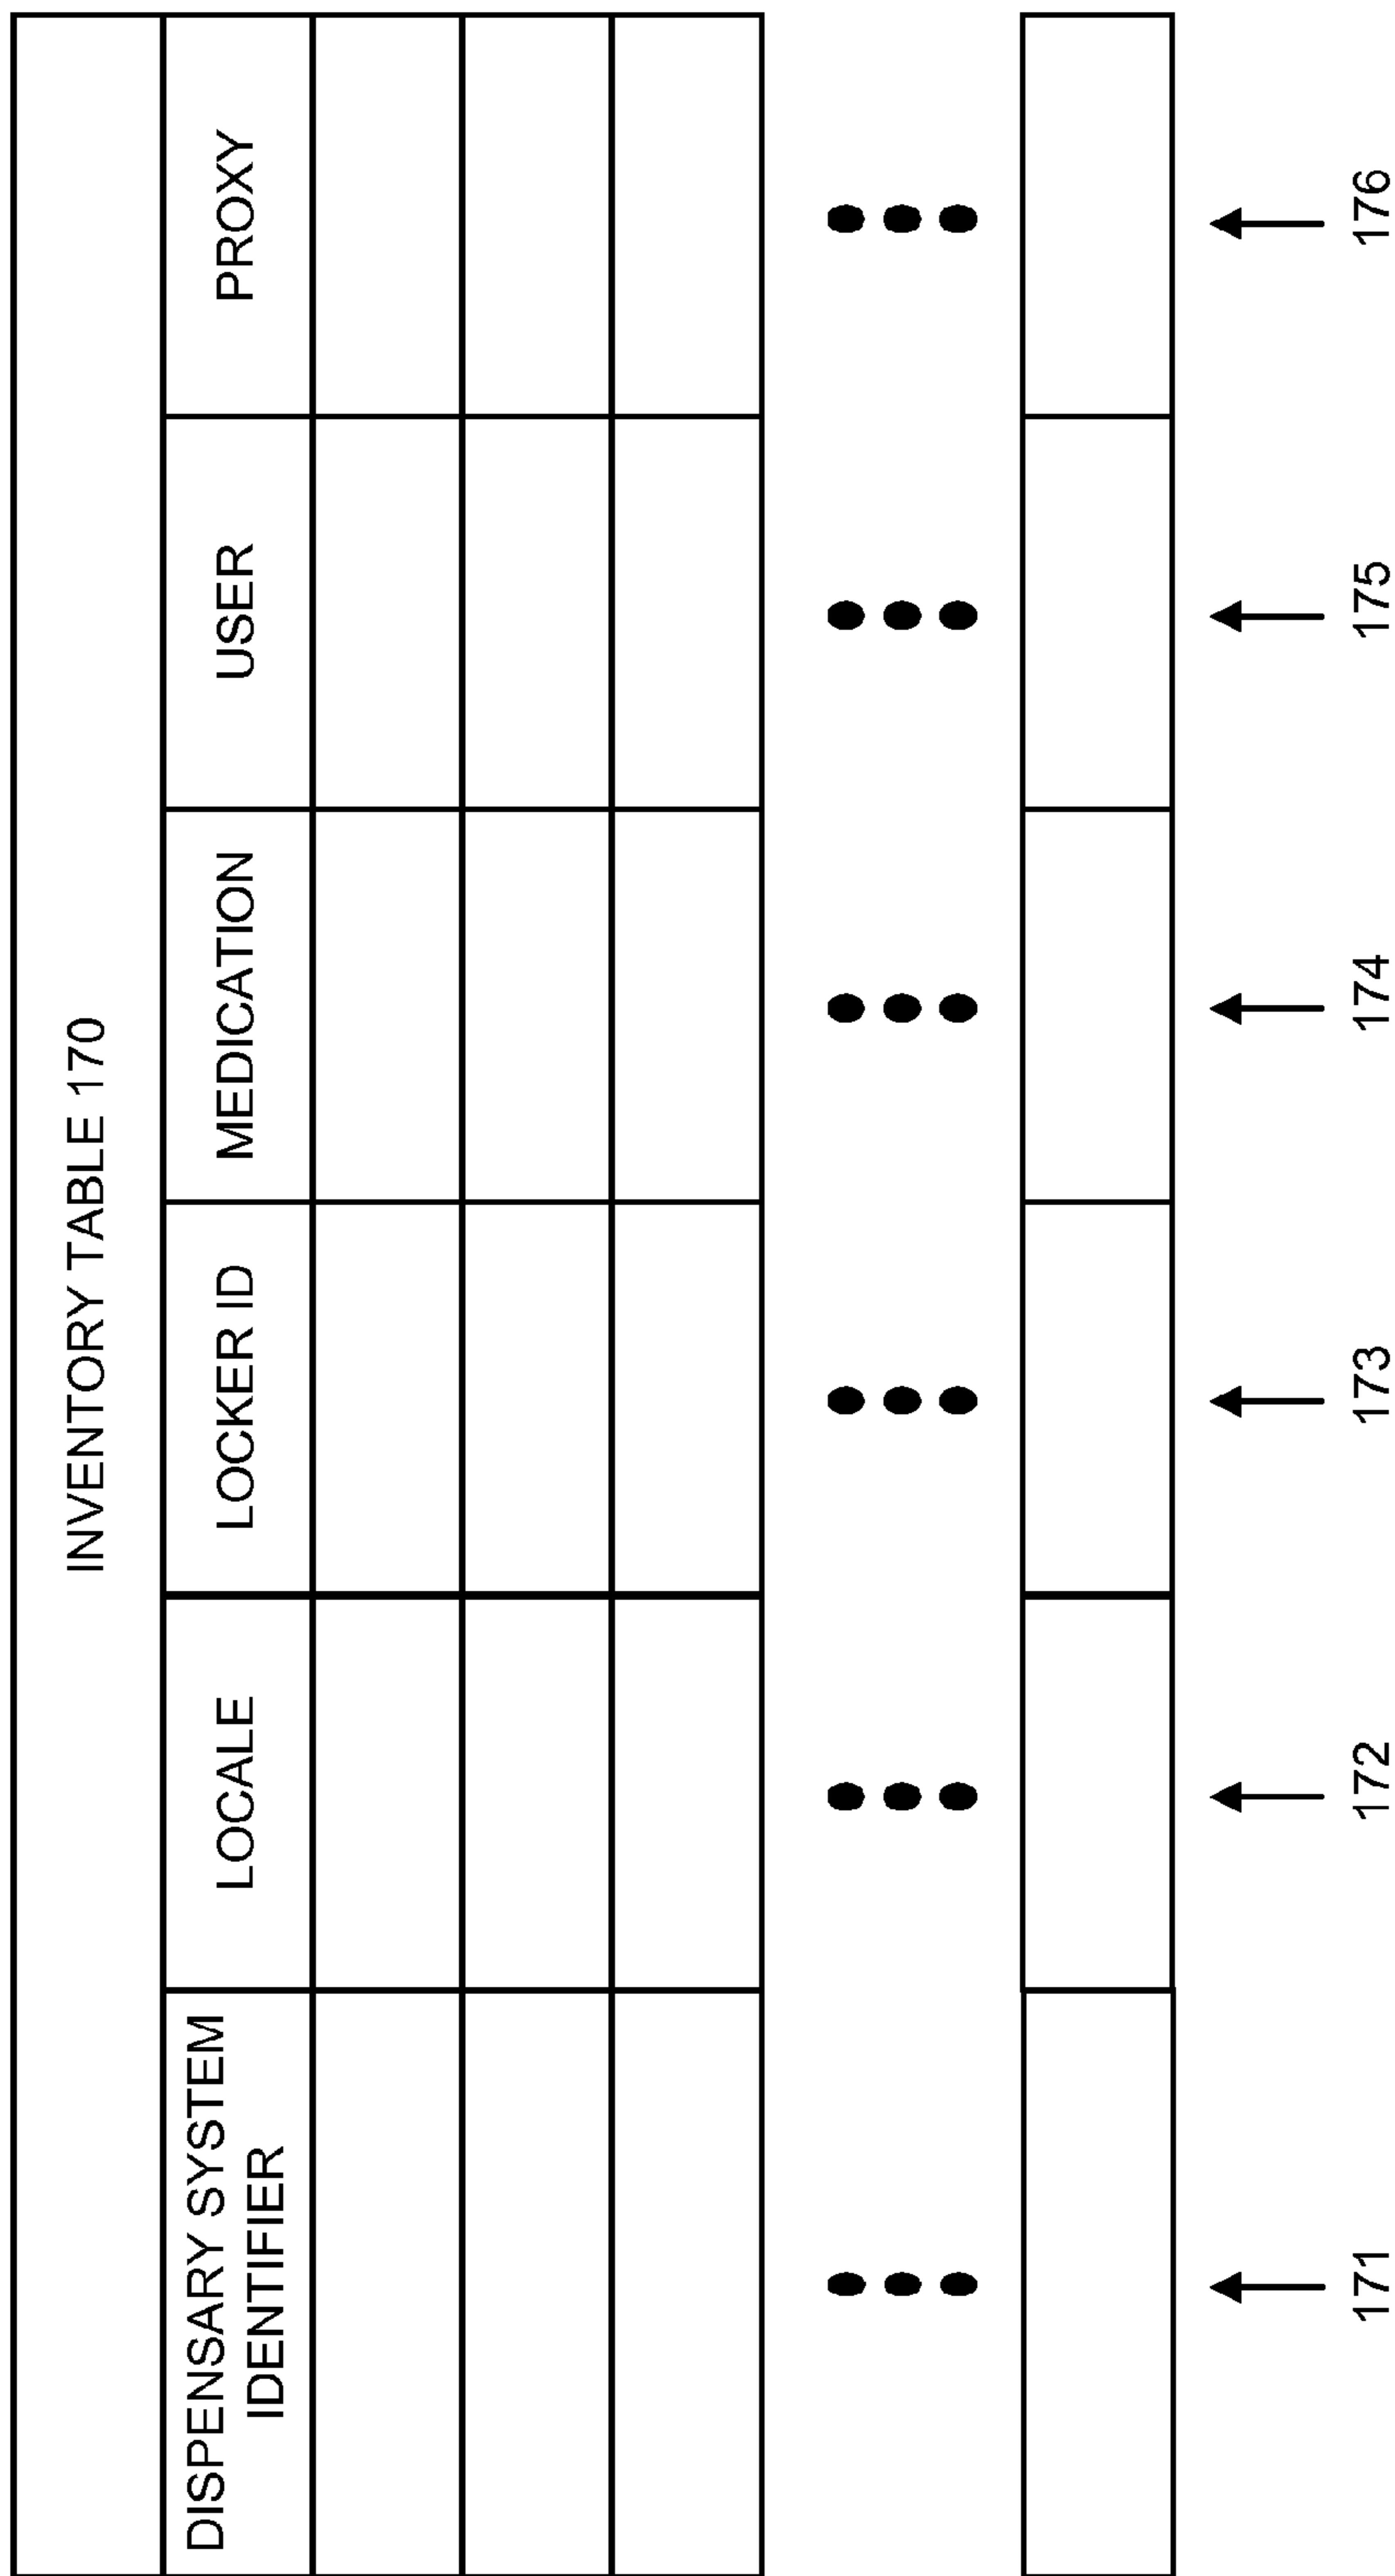 INVENTORY TABLE 170
DISPENSARY SYSTEM
IDENTIFIER
LOCALE
LOCKER ID
MEDICATION
USER
PROXY
171
172
173
174
175
176